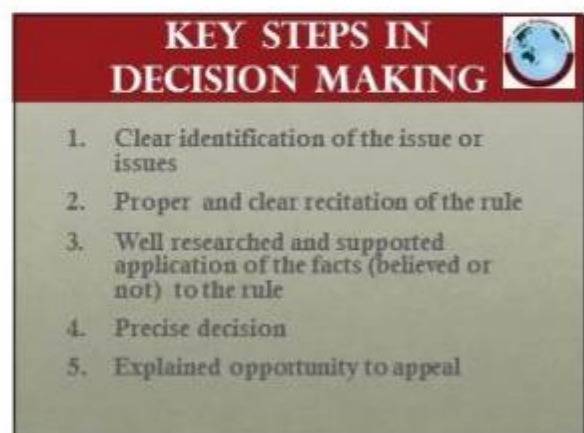 KEY STEPS IN
DECISION MAKING
1. Clear identification of the issue or
issues
2. Proper and clear recitation of the rule
3. Well researched and supported
application of the facts (believed or
not) to the rule
4. Precise decision
5. Explained opportunity to appeal